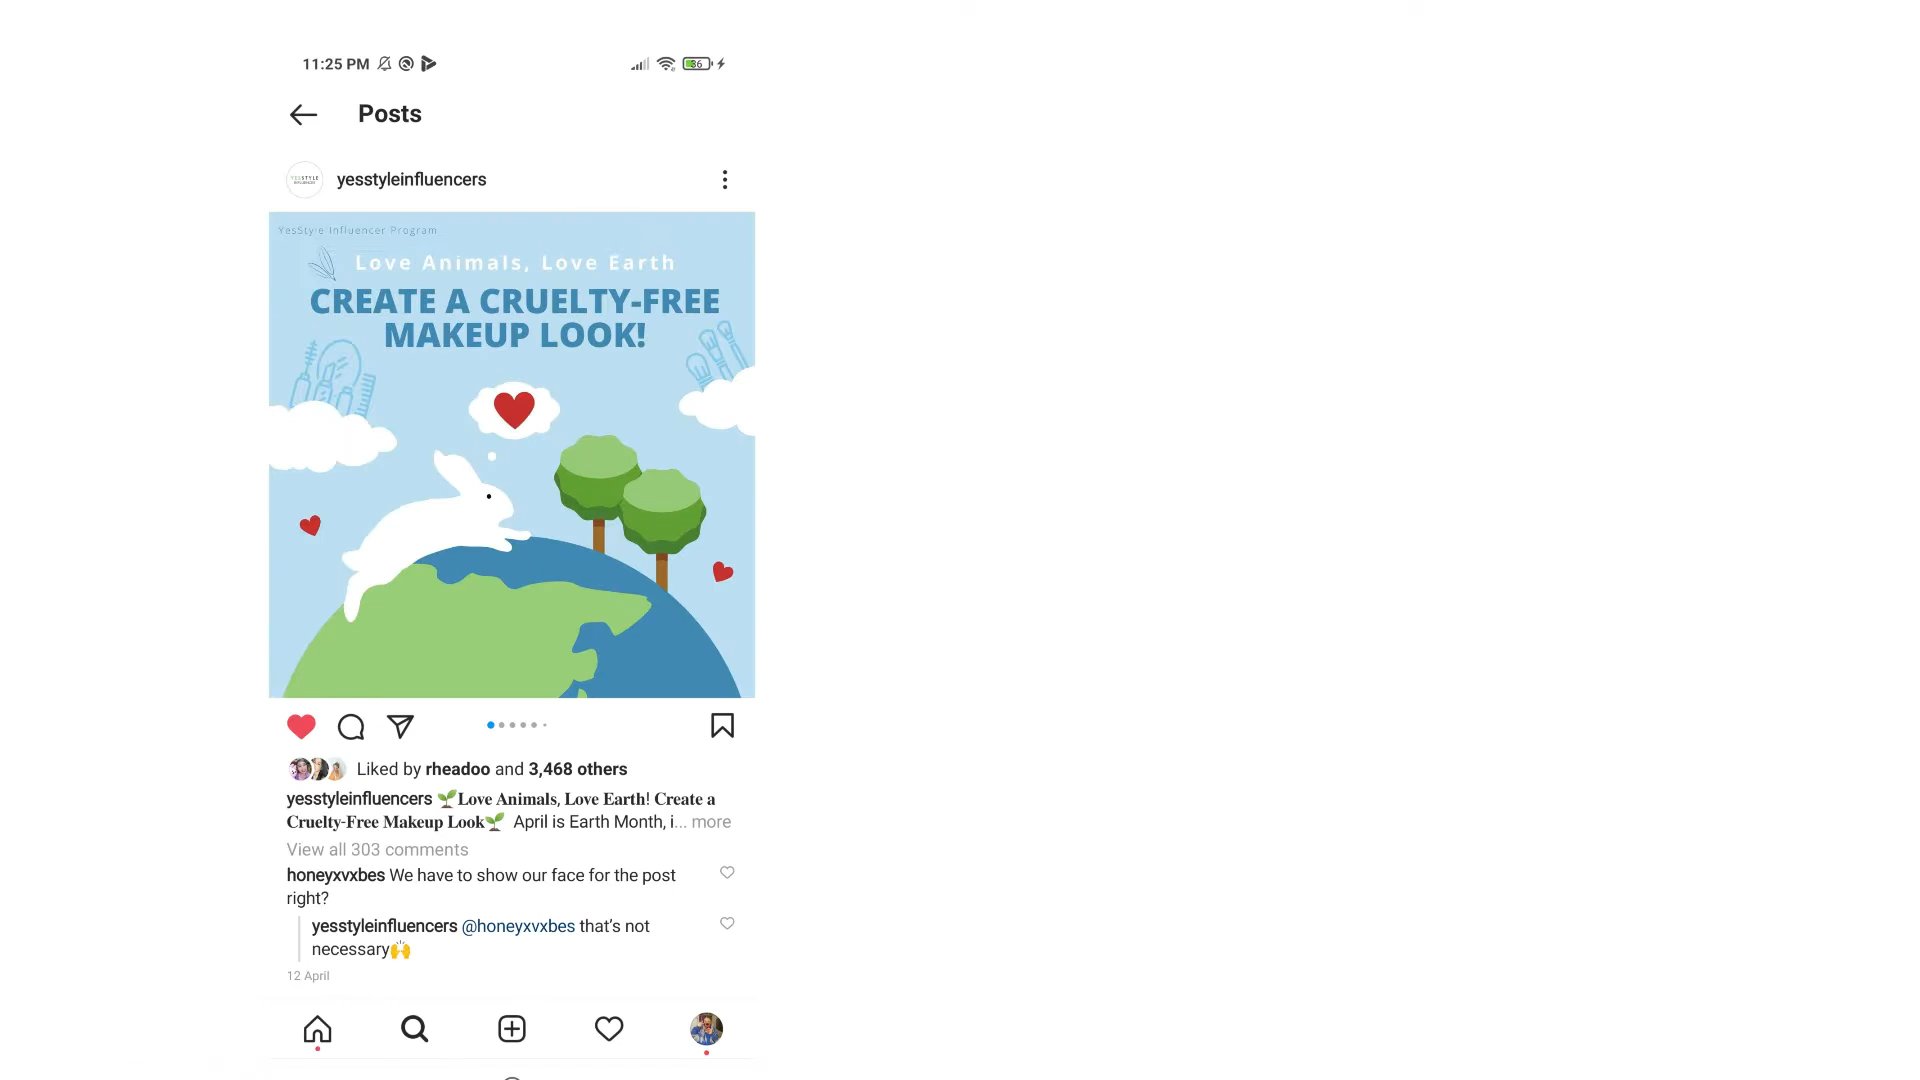 11:25 PM
36
Posts
YESSTYLE
INFLUENCERS
yesstyleinfluencers
YesStyle Influencer Program
Love Animals, Love Earth
CREATE A CRUELTY-FREE
MAKEUP LOOK!
Liked by rheadoo and 3,468 others
yesstyleinfluencers 🌱Love Animals, Love Earth! Create a
Cruelty-Free Makeup Look🌱 April is Earth Month, i... more
View all 303 comments
honeyxvxbes We have to show our face for the post
right?
yesstyleinfluencers @honeyxvxbes that’s not
necessary🙌
12 April